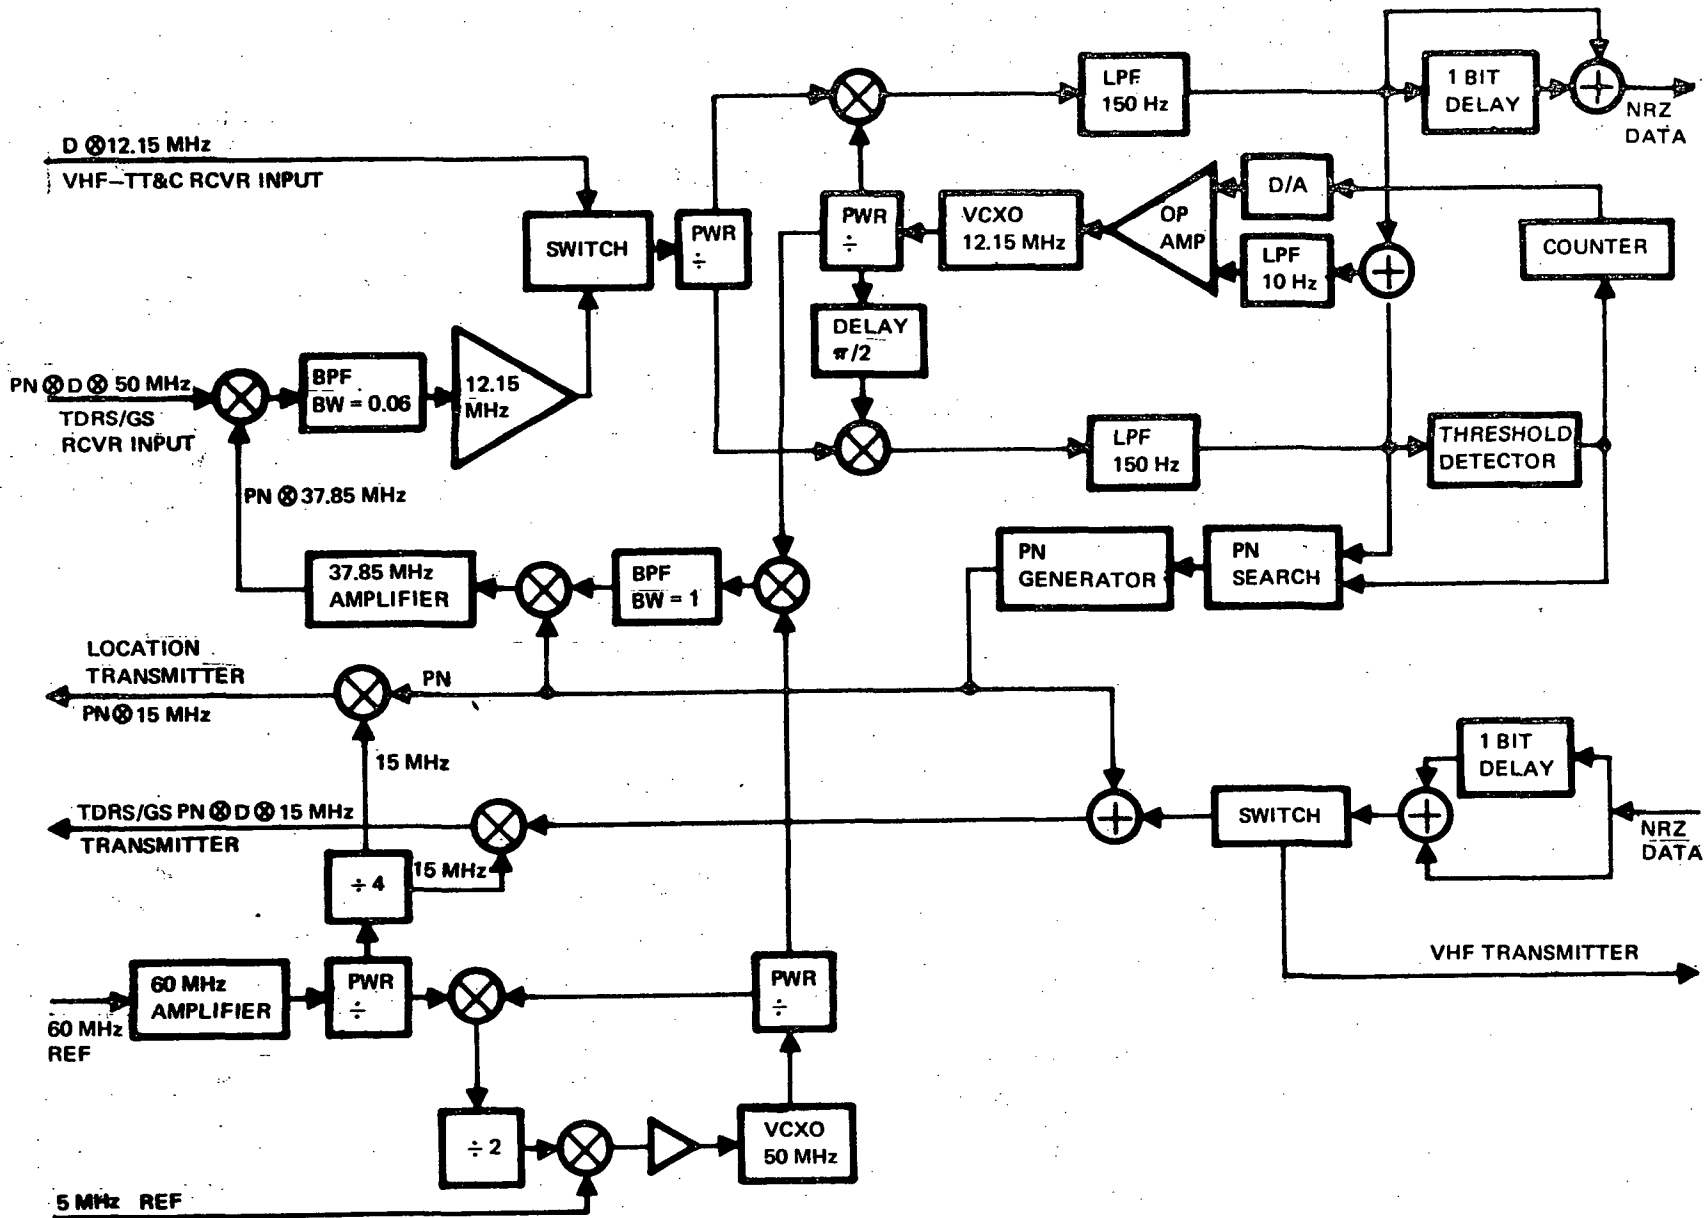 LPF
150 Hz
1 BIT
DELAY
NRZ
DATA
D ⊗ 12.15 MHz
VHF-TT&C RCVR INPUT
SWITCH
PWR
÷
PWR
÷
VCXO
12.15 MHz
OP
AMP
D/A
LPF
10 Hz
COUNTER
DELAY
π/2
PN ⊗ D ⊗ 50 MHz
TDRS/GS
RCVR INPUT
BPF
BW = 0.06
12.15
MHz
LPF
150 Hz
THRESHOLD
DETECTOR
PN ⊗ 37.85 MHz
37.85 MHz
AMPLIFIER
BPF
BW = 1
PN
GENERATOR
PN
SEARCH
LOCATION
TRANSMITTER
PN ⊗ 15 MHz
PN
15 MHz
1 BIT
DELAY
TDRS/GS PN ⊗ D ⊗ 15 MHz
TRANSMITTER
SWITCH
NRZ
DATA
÷ 4
15 MHz
VHF TRANSMITTER
60 MHz
AMPLIFIER
PWR
÷
PWR
÷
60 MHz
REF
÷ 2
VCXO
50 MHz
5 MHz REF